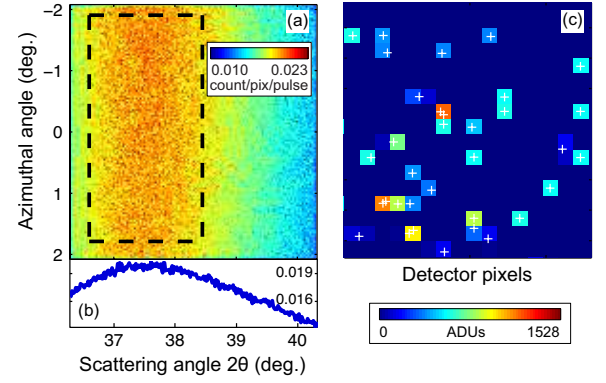 (a)
(c)
−2
−1
0
1
2
Azimuthal angle (deg.)
0.010 0.023
count/pix/pulse
(b)
0.019
0.016
37 38 39 40
Scattering angle 2θ (deg.)
Detector pixels
0 ADUs 1528